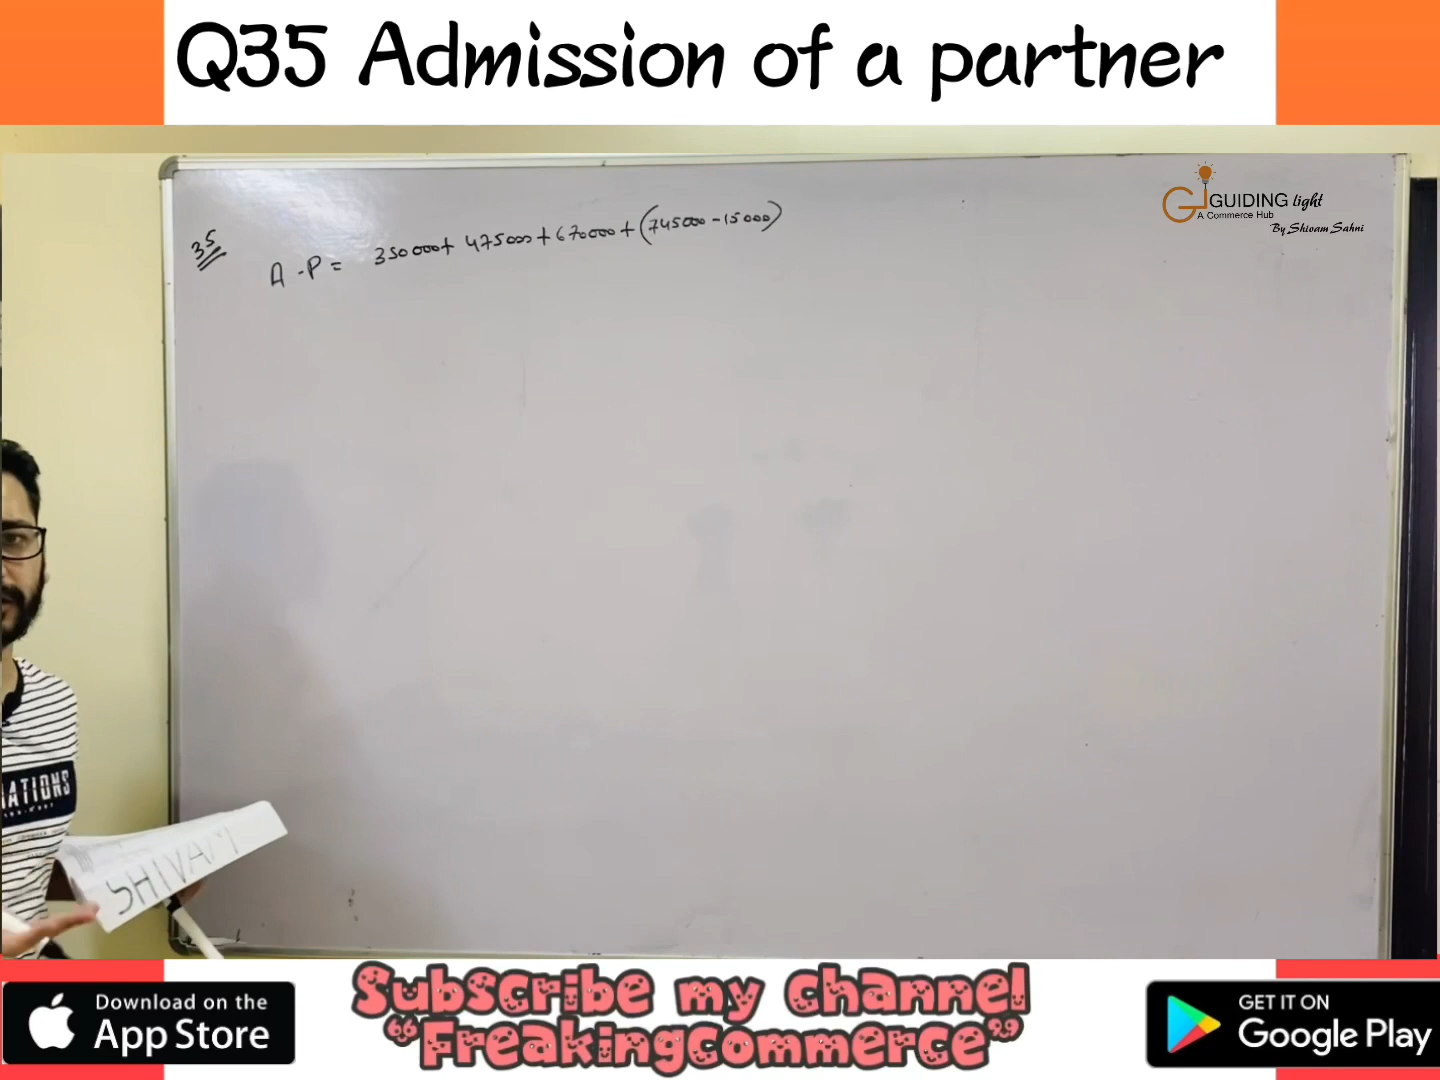 Q35 Admission of a partner
GUIDING light
A Commerce Hub
By Shivam Sahni
35
A.P = 350000 + 475000 + 670000 + (745000 - 15000)
SHIVAM
Download on the
App Store
Subscribe my channel
“Freakingcommerce”
GET IT ON
Google Play